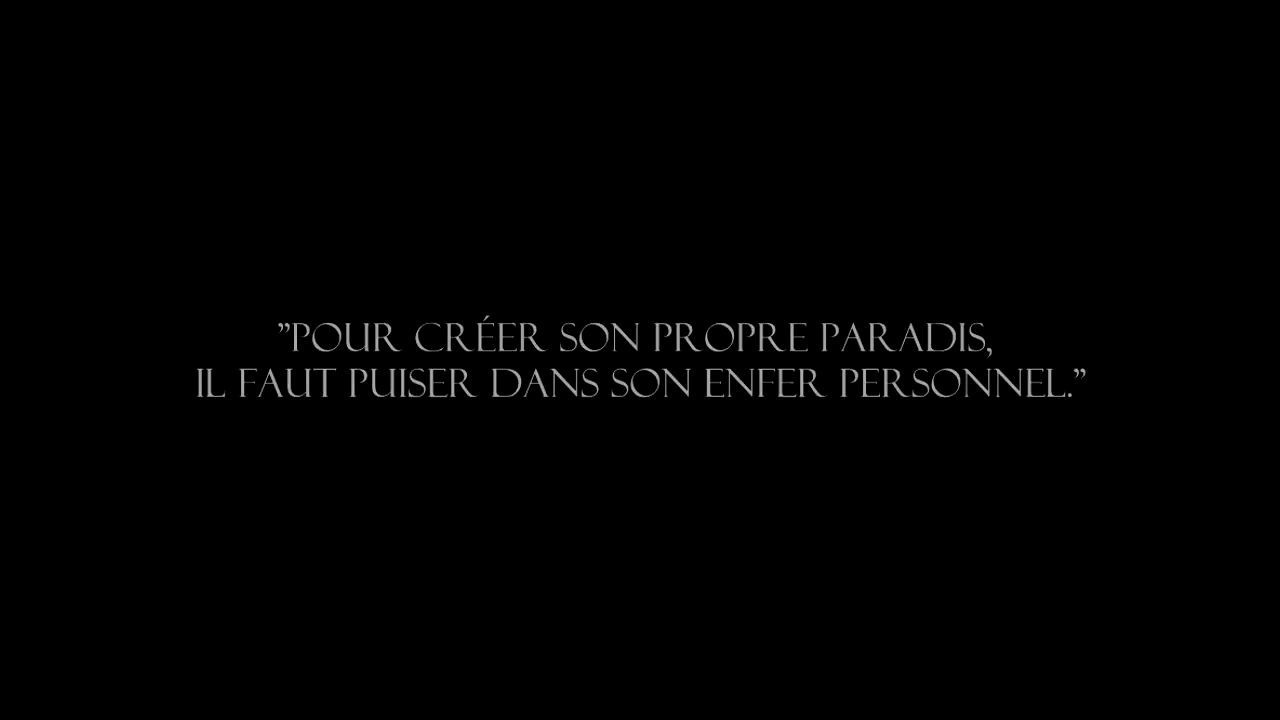 ”POUR CRÉER SON PROPRE PARADIS,
IL FAUT PUISER DANS SON ENFER PERSONNEL.”